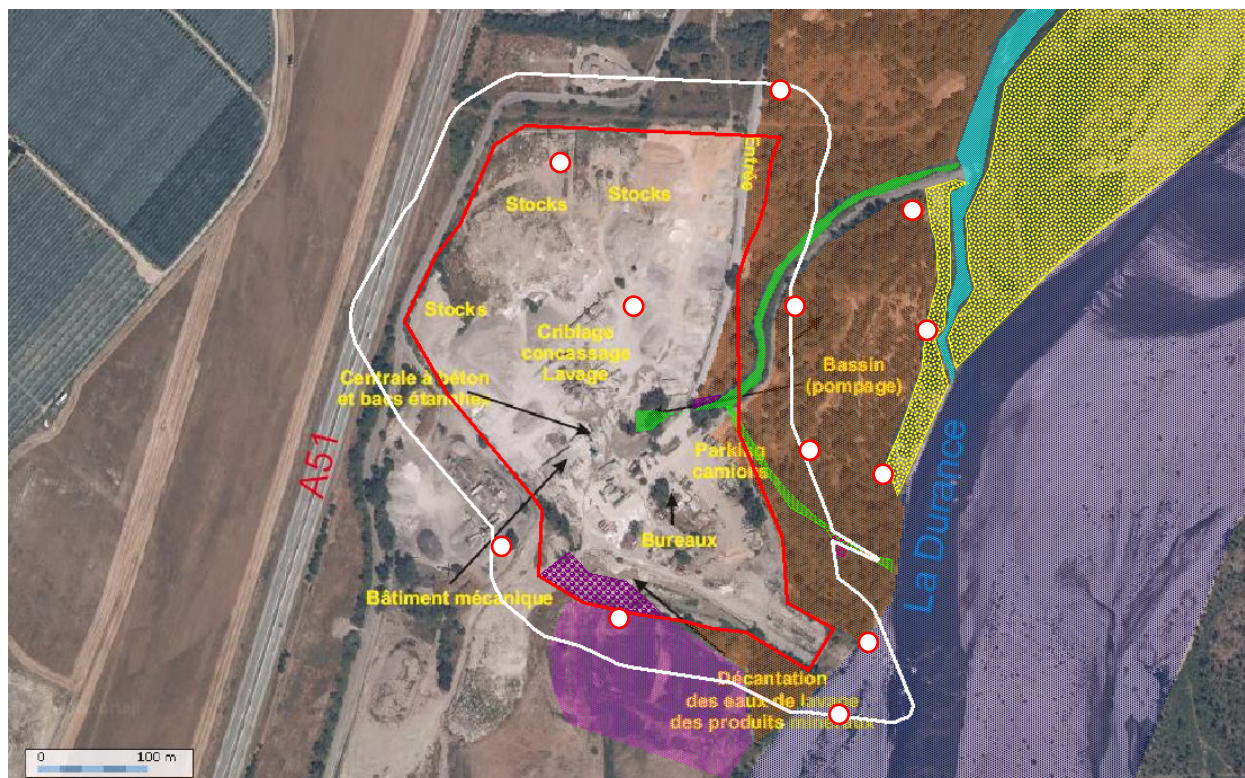 Entrée
Stocks
Stocks
Stocks
Criblage
concassage
Lavage
Centrale à béton
et bacs étanches
Bassin
(pompage)
A51
Parking
camions
Bureaux
Bâtiment mécanique
La Durance
Décantation
des eaux de lavage
des produits minéraux
0 100 m